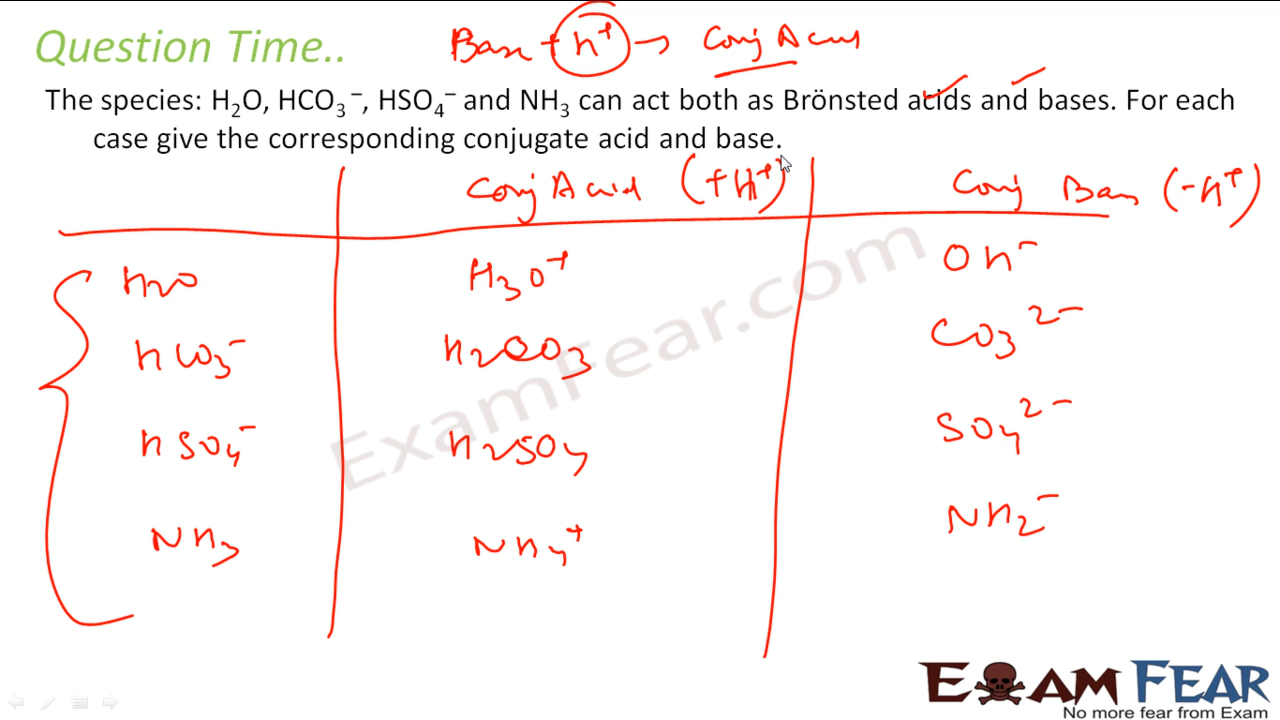 Question Time..
Base + H⁺ → Conj Acid
The species: H₂O, HCO₃⁻, HSO₄⁻ and NH₃ can act both as Brönsted acids and bases. For each
case give the corresponding conjugate acid and base.
Conj Acid (+H⁺) Conj Base (-H⁺)
H₂O H₃O⁺ OH⁻
HCO₃⁻ H₂CO₃ CO₃²⁻
HSO₄⁻ H₂SO₄ SO₄²⁻
NH₃ NH₄⁺ NH₂⁻
ExamFear.com
EXAM FEAR
No more fear from Exam